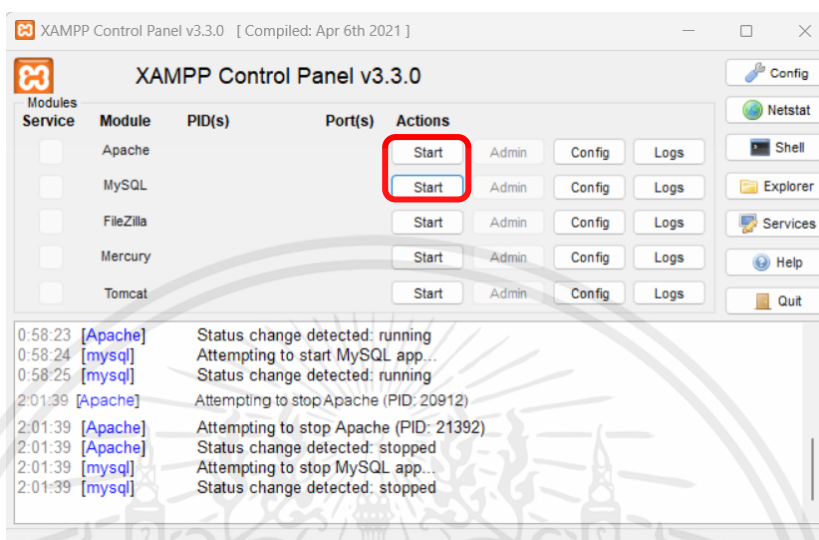 XAMPP Control Panel v3.3.0 [ Compiled: Apr 6th 2021 ]
XAMPP Control Panel v3.3.0
Config
Modules
Service Module PID(s) Port(s) Actions
Netstat
Apache Start Admin Config Logs
Shell
MySQL Start Admin Config Logs
Explorer
FileZilla Start Admin Config Logs
Services
Mercury Start Admin Config Logs
Help
Tomcat Start Admin Config Logs
Quit
0:58:23 [Apache] Status change detected: running
0:58:24 [mysql] Attempting to start MySQL app...
0:58:25 [mysql] Status change detected: running
2:01:39 [Apache] Attempting to stop Apache (PID: 20912)
2:01:39 [Apache] Attempting to stop Apache (PID: 21392)
2:01:39 [Apache] Status change detected: stopped
2:01:39 [mysql] Attempting to stop MySQL app...
2:01:39 [mysql] Status change detected: stopped